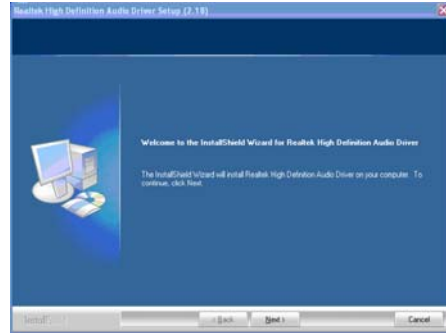 Realtek High Definition Audio Driver Setup (2.18)
Welcome to the InstallShield Wizard for Realtek High Definition Audio Driver
The InstallShield Wizard will install Realtek High Definition Audio Driver on your computer. To
continue, click Next.
InstallShield
< Back
Next >
Cancel